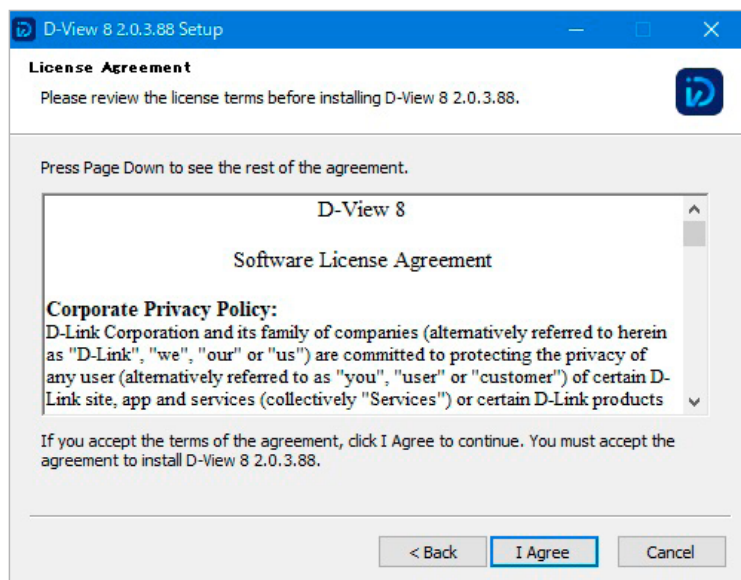 D-View 8 2.0.3.88 Setup
License Agreement
Please review the license terms before installing D-View 8 2.0.3.88.
Press Page Down to see the rest of the agreement.
D-View 8
Software License Agreement
Corporate Privacy Policy:
D-Link Corporation and its family of companies (alternatively referred to herein
as "D-Link", "we", "our" or "us") are committed to protecting the privacy of
any user (alternatively referred to as "you", "user" or "customer") of certain D-
Link site, app and services (collectively "Services") or certain D-Link products
If you accept the terms of the agreement, click I Agree to continue. You must accept the
agreement to install D-View 8 2.0.3.88.
< Back
I Agree
Cancel